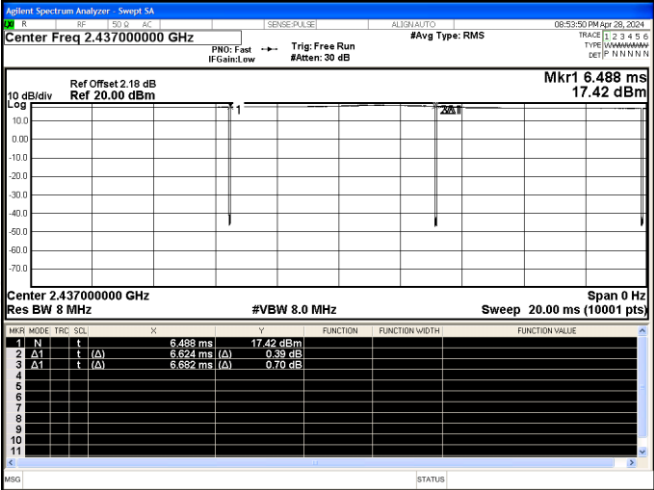 Agilent Spectrum Analyzer - Swept SA
R RF 50 Ω AC SENSE:PULSE ALIGNAUTO 08:53:50 PM Apr 28, 2024
Center Freq 2.437000000 GHz #Avg Type: RMS TRACE 1 2 3 4 5 6
PNO: Fast Trig: Free Run TYPE
IFGain:Low #Atten: 30 dB DET P N N N N N
Mkr1 6.488 ms
Ref Offset 2.18 dB
10 dB/div Ref 20.00 dBm 17.42 dBm
Log
1 2Δ1
10.0
0.00
-10.0
-20.0
-30.0
-40.0
-50.0
-60.0
-70.0
Center 2.437000000 GHz Span 0 Hz
Res BW 8 MHz #VBW 8.0 MHz Sweep 20.00 ms (10001 pts)
MKR MODE TRC SCL X Y FUNCTION FUNCTION WIDTH FUNCTION VALUE
1 N t 6.488 ms 17.42 dBm
2 Δ1 t (Δ) 6.624 ms (Δ) 0.39 dB
3 Δ1 t (Δ) 6.682 ms (Δ) 0.70 dB
4
5
6
7
8
9
10
11
MSG STATUS